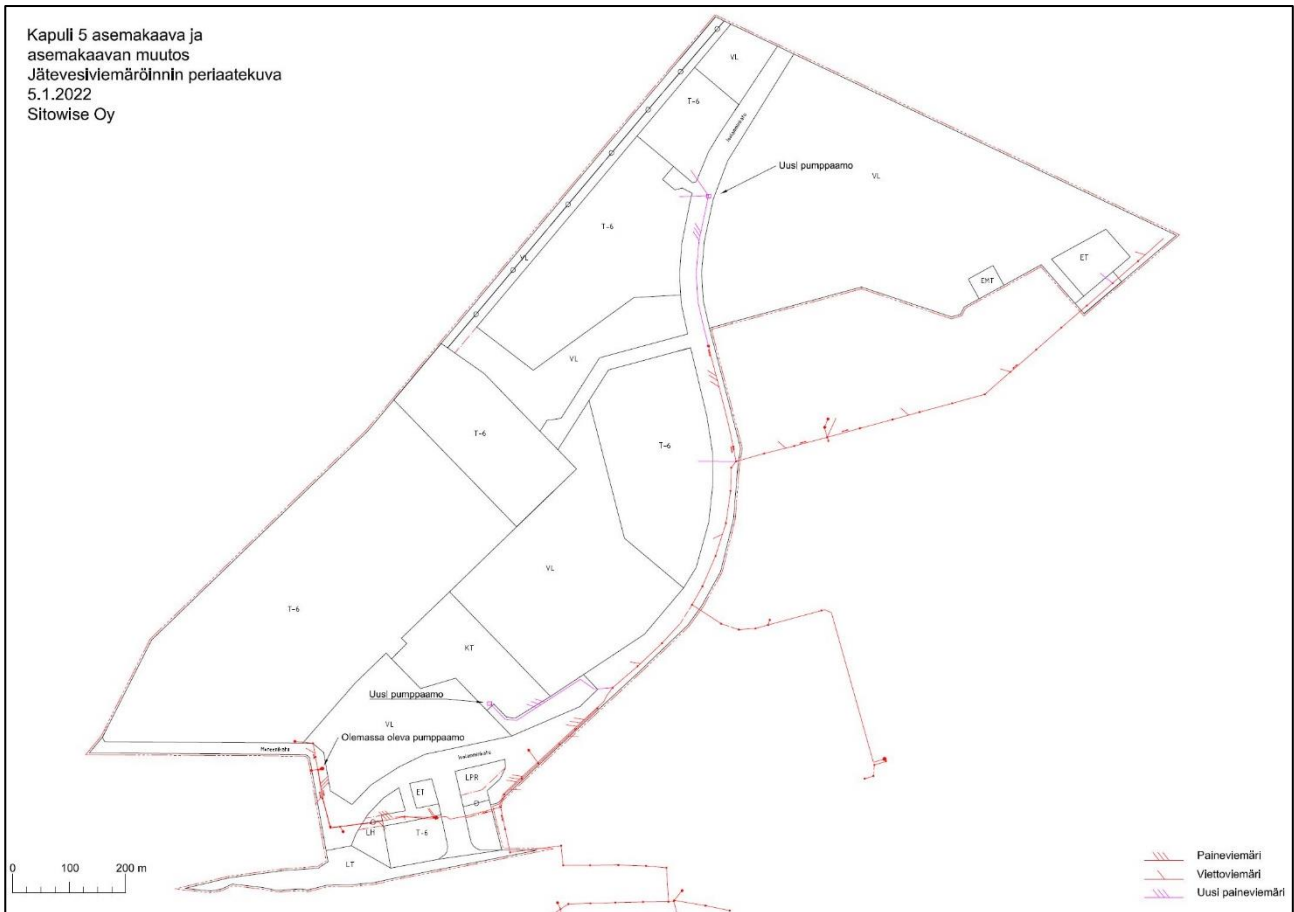 Kapuli 5 asemakaava ja
asemakaavan muutos
Jätevesiviemäröinnin periaatekuva
5.1.2022
Sitowise Oy
VL
T-6
Uusi pumppaamo
VL
T-6
VL
ET
EMT
VL
T-6
T-6
VL
T-6
KT
Uusi pumppaamo
VL
Olemassa oleva pumppaamo
LPR
ET
LH
T-6
LT
0 100 200 m
Paineviemäri
Viettoviemäri
Uusi paineviemäri